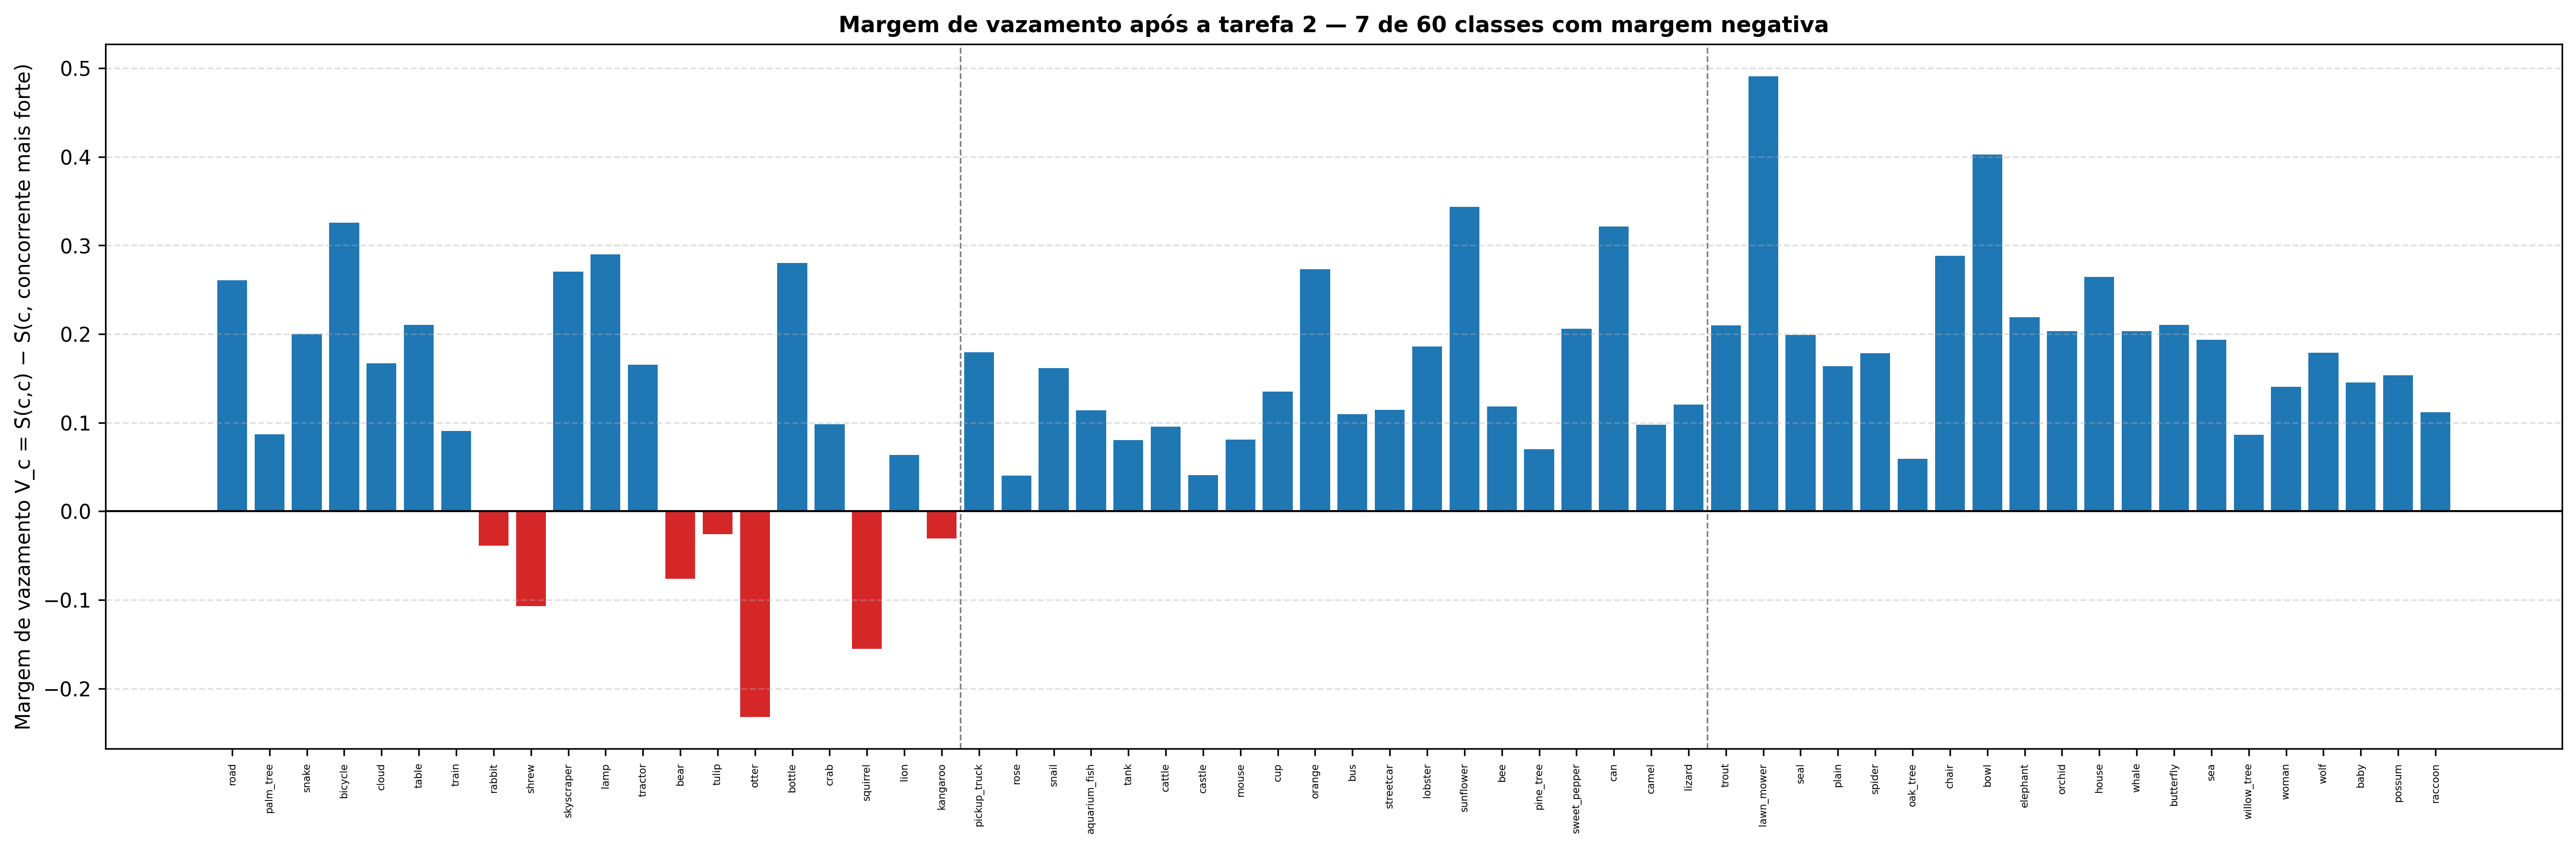 Margem de vazamento após a tarefa 2 — 7 de 60 classes com margem negativa
Margem de vazamento V_c = S(c,c) − S(c, concorrente mais forte)
0.5
0.4
0.3
0.2
0.1
0.0
−0.1
−0.2
road
palm_tree
snake
bicycle
cloud
table
train
rabbit
shrew
skyscraper
lamp
tractor
bear
tulip
otter
bottle
crab
squirrel
lion
kangaroo
pickup_truck
rose
snail
aquarium_fish
tank
cattle
castle
mouse
cup
orange
bus
streetcar
lobster
sunflower
bee
pine_tree
sweet_pepper
can
camel
lizard
trout
lawn_mower
seal
plain
spider
oak_tree
chair
bowl
elephant
orchid
house
whale
butterfly
sea
willow_tree
woman
wolf
baby
possum
raccoon